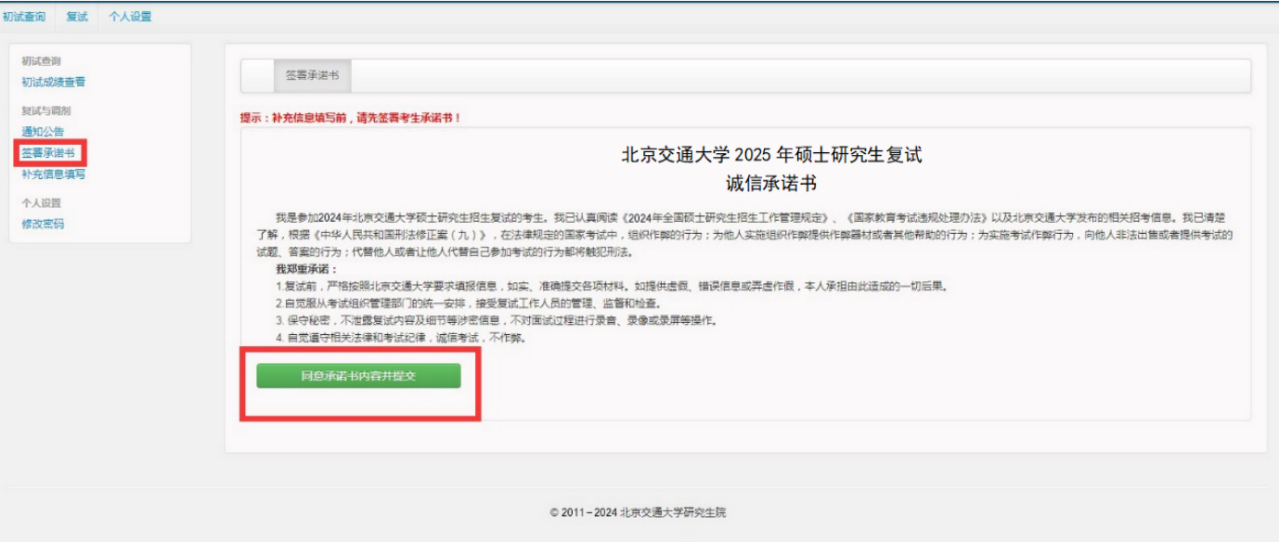 初试查询 复试 个人设置
初试查询
初试成绩查看
复试与调剂
通知公告
签署承诺书
补充信息填写
个人设置
修改密码
签署承诺书
提示：补充信息填写前，请先签署考生承诺书！
北京交通大学 2025 年硕士研究生复试
诚信承诺书
我是参加2024年北京交通大学硕士研究生招生复试的考生。我已认真阅读《2024年全国硕士研究生招生工作管理规定》、《国家教育考试违规处理办法》以及北京交通大学发布的相关招考信息。我已清楚
了解，根据《中华人民共和国刑法修正案（九）》，在法律规定的国家考试中，组织作弊的行为；为他人实施组织作弊提供作弊器材或者其他帮助的行为；为实施考试作弊行为，向他人非法出售或者提供考试的
试题、答案的行为；代替他人或者让他人代替自己参加考试的行为都将触犯刑法。
我郑重承诺：
1.复试前，严格按照北京交通大学要求填报信息，如实、准确提交各项材料。如提供虚假、错误信息或弄虚作假，本人承担由此造成的一切后果。
2.自觉服从考试组织管理部门的统一安排，接受复试工作人员的管理、监督和检查。
3. 保守秘密，不泄露复试内容及细节等涉密信息，不对面试过程进行录音、录像或录屏等操作。
4. 自觉遵守相关法律和考试纪律，诚信考试，不作弊。
同意承诺书内容并提交
© 2011－2024 北京交通大学研究生院